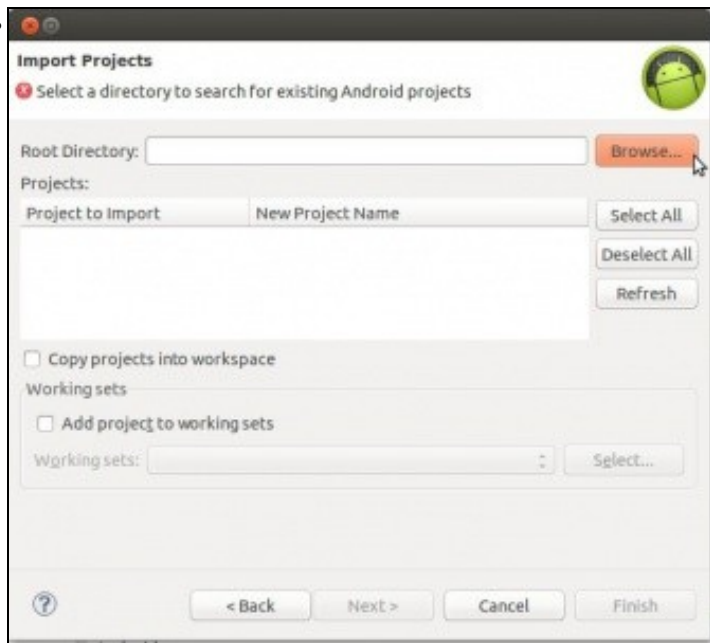 Import Projects
Select a directory to search for existing Android projects
Root Directory: Browse...
Projects:
Project to Import New Project Name Select All
Deselect All
Refresh
Copy projects into workspace
Working sets
Add project to working sets
Working sets: Select...
? < Back Next > Cancel Finish